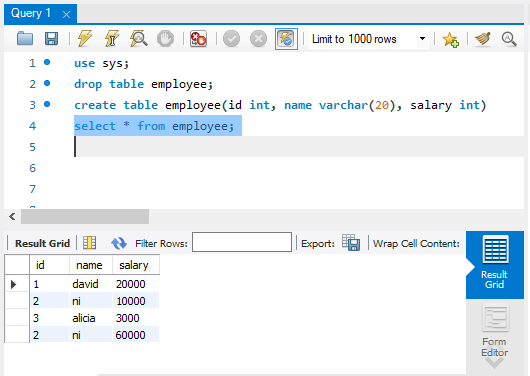 Query 1
Limit to 1000 rows
1 use sys;
2 drop table employee;
3 create table employee(id int, name varchar(20), salary int)
4 select * from employee;
5
6
7
Result Grid Filter Rows: Export: Wrap Cell Content:
id name salary
1 david 20000
2 ni 10000
3 alicia 3000
2 ni 60000
Result
Grid
Form
Editor